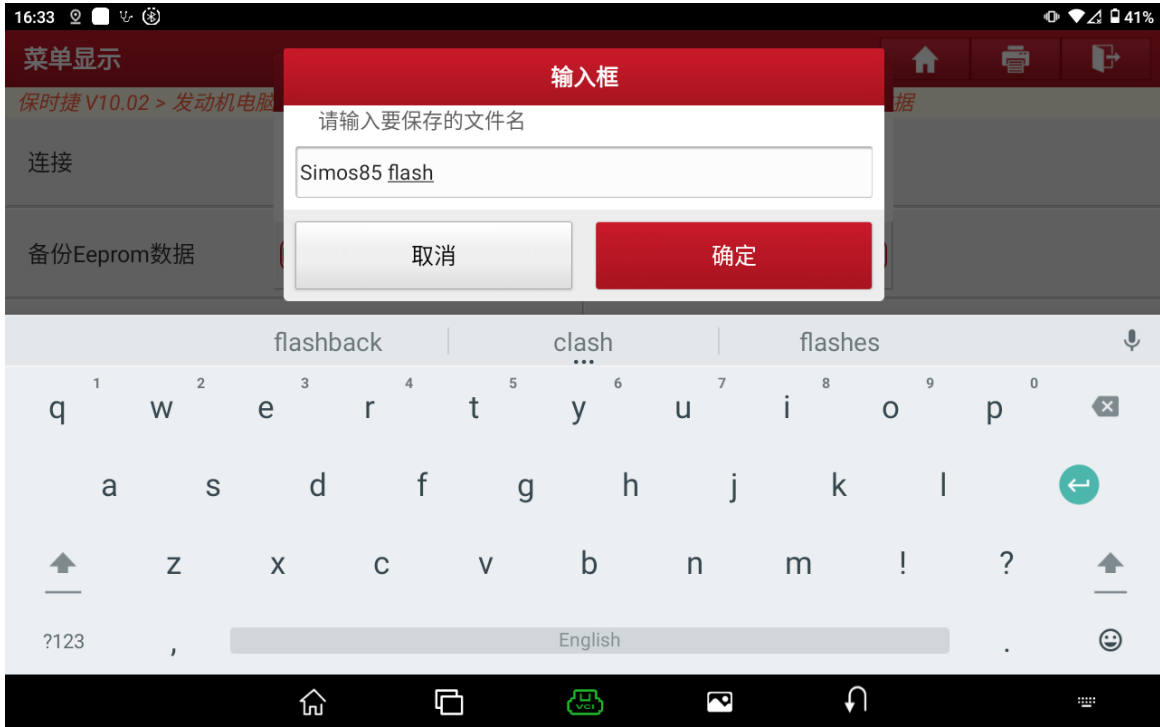 16:33 41%
菜单显示
输入框
保时捷 V10.02 > 发动机电脑 据
请输入要保存的文件名
连接
Simos85 flash
备份Eeprom数据
取消 确定
flashback clash flashes
1 2 3 4 5 6 7 8 9 0
q w e r t y u i o p
a s d f g h j k l
z x c v b n m ! ?
?123 , English .
VCI